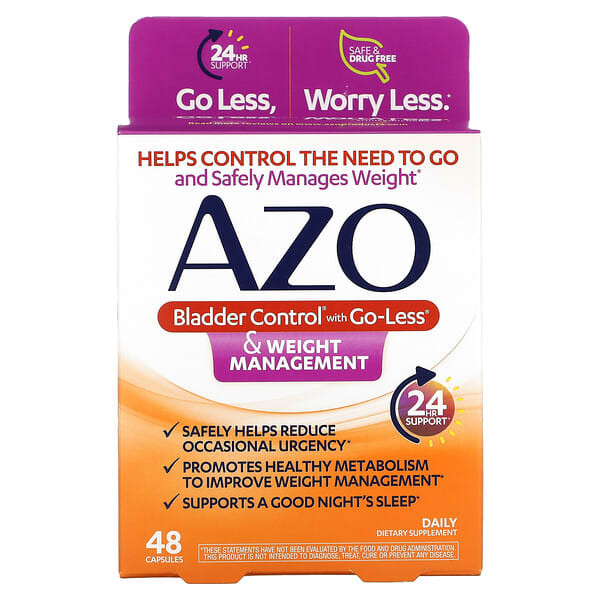 24 HR SUPPORT*
SAFE & DRUG FREE
Go Less, Worry Less.*
HELPS CONTROL THE NEED TO GO
and Safely Manages Weight*
AZO
Bladder Control® with Go-Less®
& WEIGHT
MANAGEMENT
24 HR SUPPORT*
✓ SAFELY HELPS REDUCE
OCCASIONAL URGENCY*
✓ PROMOTES HEALTHY METABOLISM
TO IMPROVE WEIGHT MANAGEMENT*
✓ SUPPORTS A GOOD NIGHT'S SLEEP*
DAILY
DIETARY SUPPLEMENT
48
CAPSULES
*THESE STATEMENTS HAVE NOT BEEN EVALUATED BY THE FOOD AND DRUG ADMINISTRATION.
THIS PRODUCT IS NOT INTENDED TO DIAGNOSE, TREAT, CURE OR PREVENT ANY DISEASE.